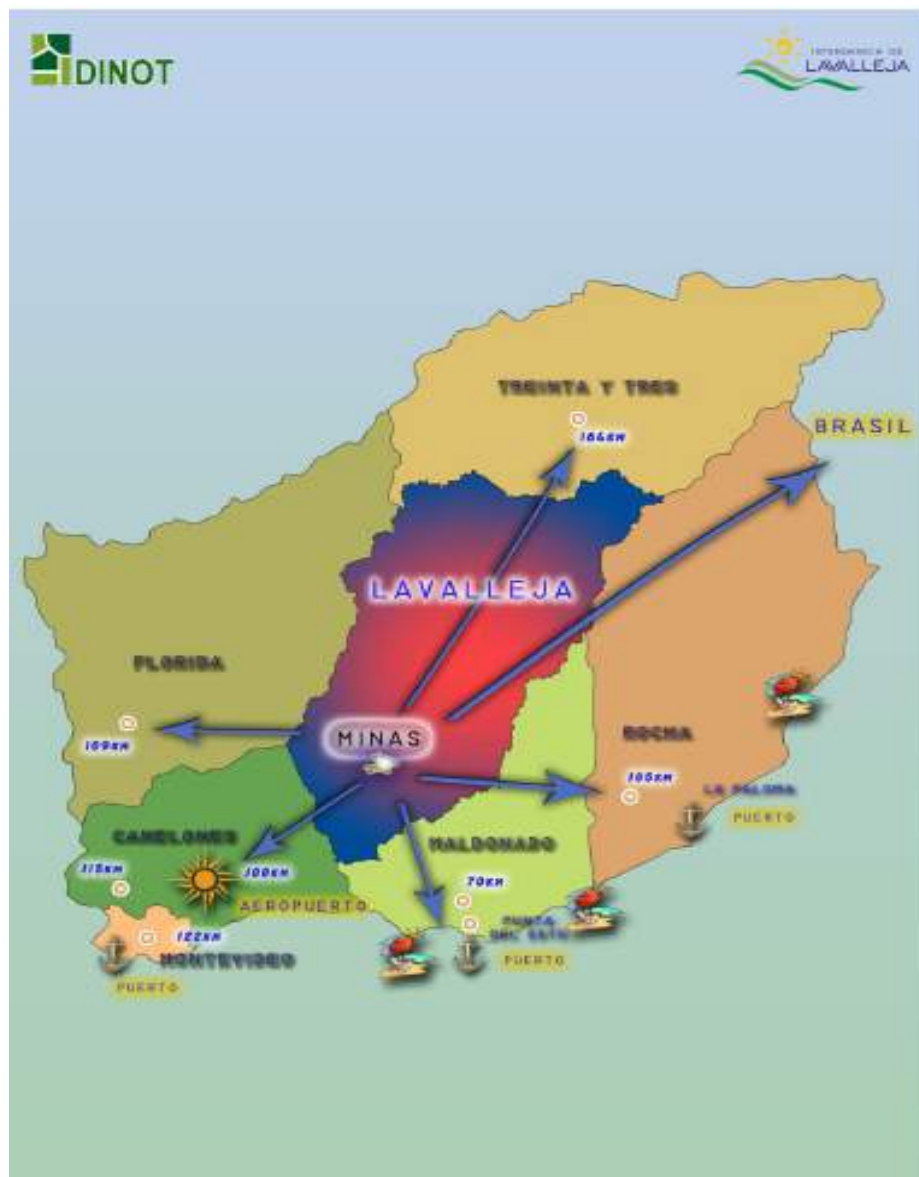 DINOT
INTENDENCIA DE
LAVALLEJA
TREINTA Y TRES
164KM
BRASIL
LAVALLEJA
FLORIDA
109KM
MINAS
ROCHA
105KM
LA PALOMA
PUERTO
CANELONES
MALDONADO
115KM
100KM
70KM
AEROPUERTO
PUNTA
DEL ESTE
122KM
MONTEVIDEO
PUERTO
PUERTO